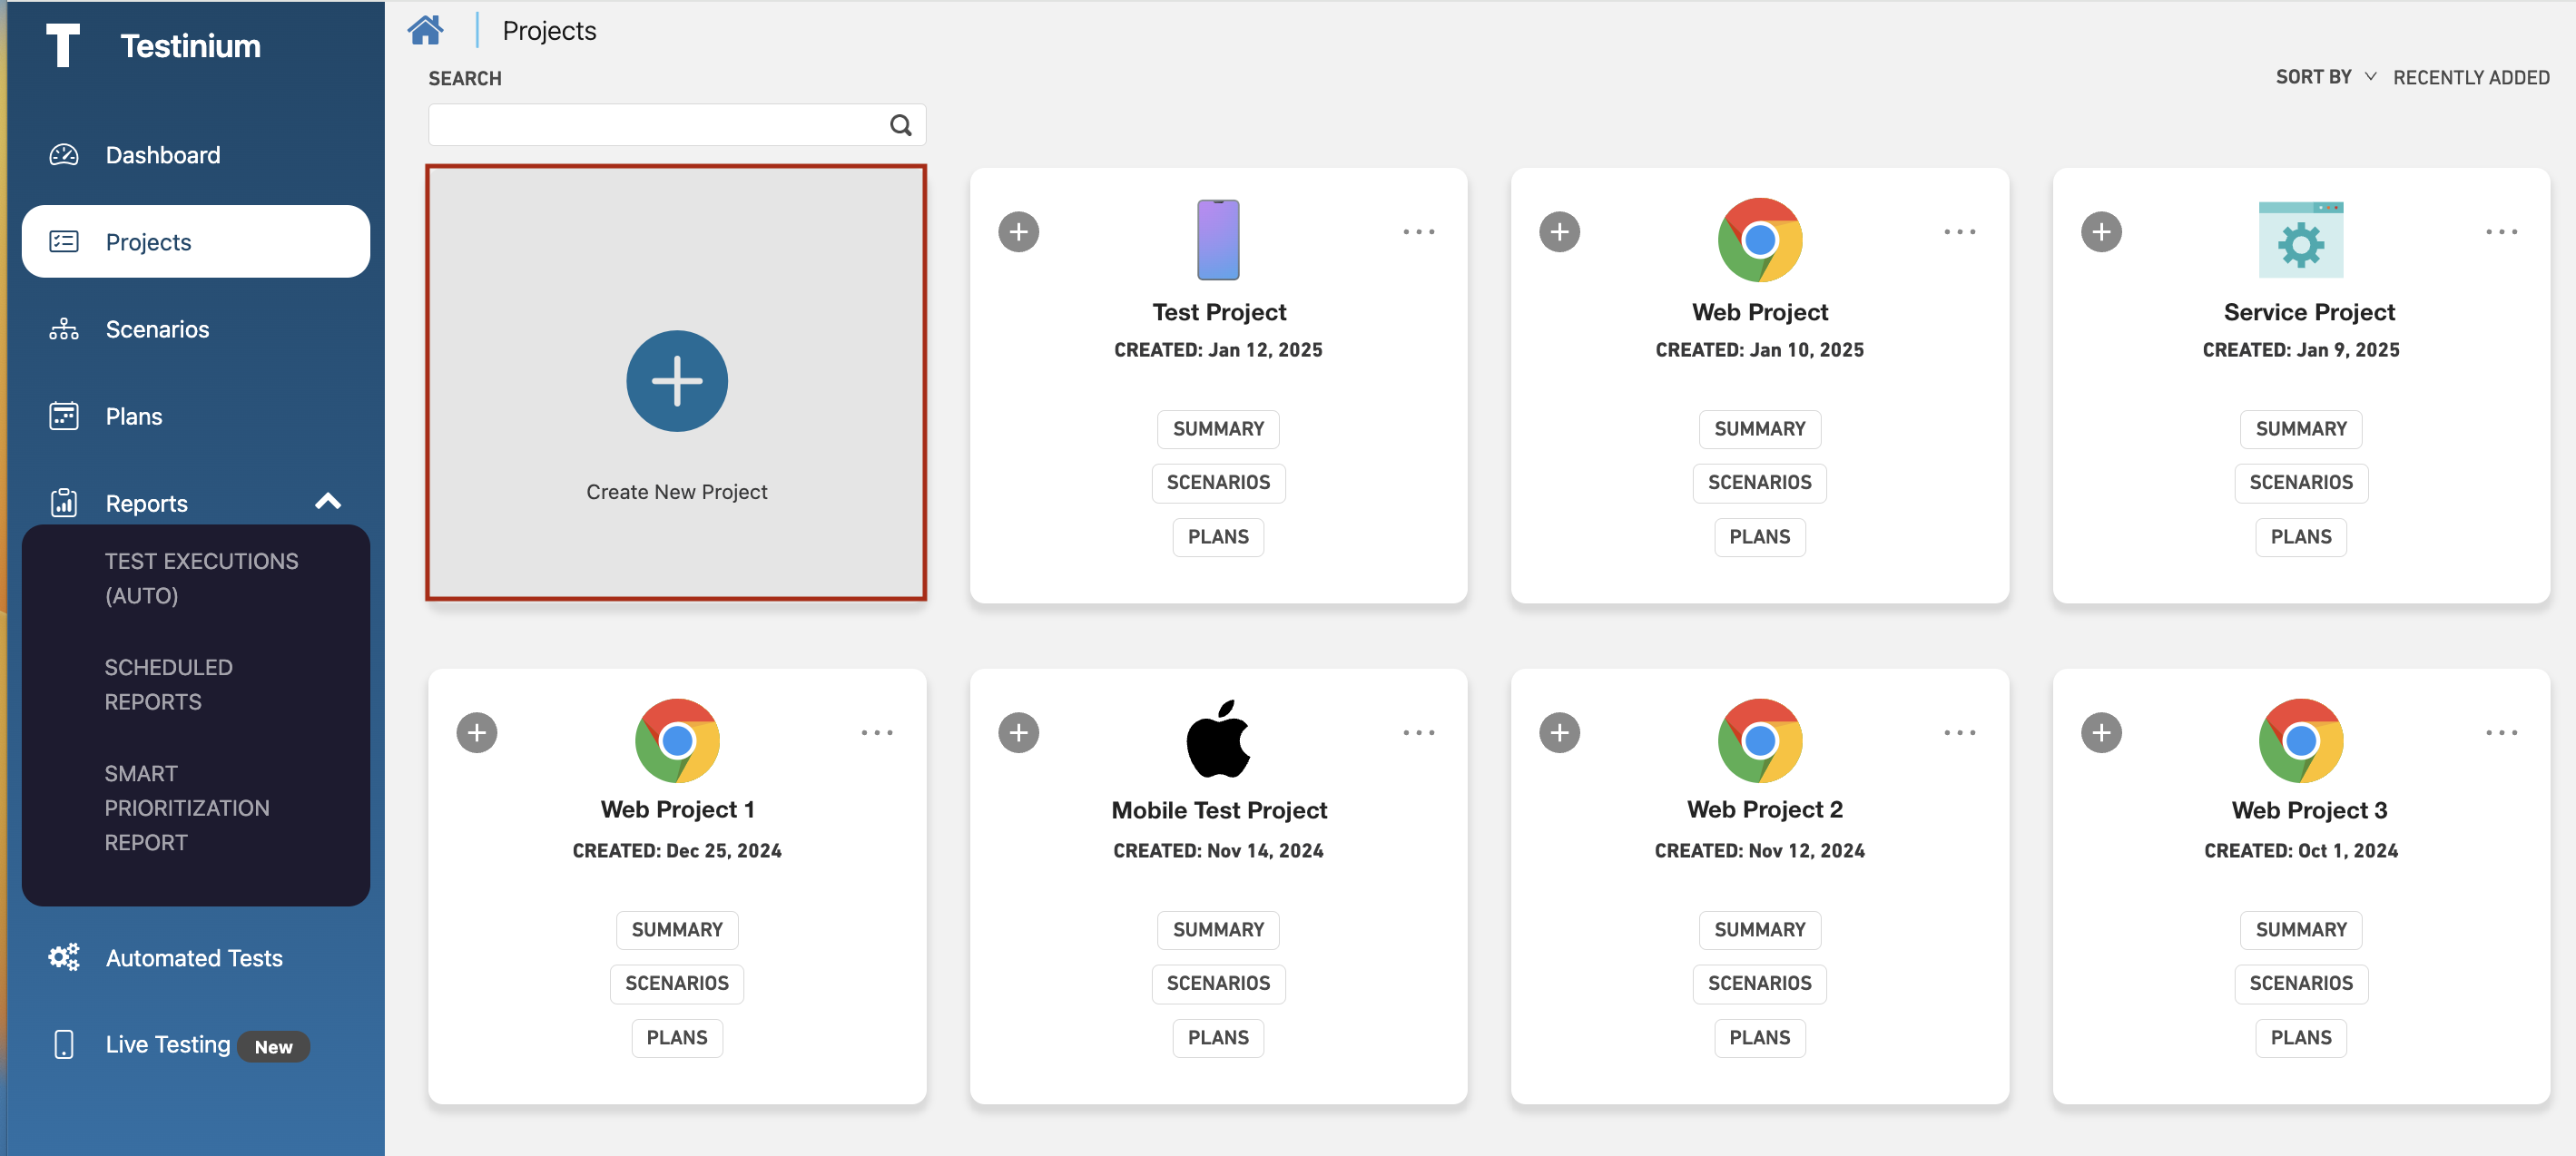 T Testinium
Dashboard
Projects
Scenarios
Plans
Reports
TEST EXECUTIONS
(AUTO)
SCHEDULED
REPORTS
SMART
PRIORITIZATION
REPORT
Automated Tests
Live Testing New
Projects
SEARCH
SORT BY RECENTLY ADDED
Create New Project
Test Project
CREATED: Jan 12, 2025
SUMMARY
SCENARIOS
PLANS
Web Project
CREATED: Jan 10, 2025
SUMMARY
SCENARIOS
PLANS
Service Project
CREATED: Jan 9, 2025
SUMMARY
SCENARIOS
PLANS
Web Project 1
CREATED: Dec 25, 2024
SUMMARY
SCENARIOS
PLANS
Mobile Test Project
CREATED: Nov 14, 2024
SUMMARY
SCENARIOS
PLANS
Web Project 2
CREATED: Nov 12, 2024
SUMMARY
SCENARIOS
PLANS
Web Project 3
CREATED: Oct 1, 2024
SUMMARY
SCENARIOS
PLANS